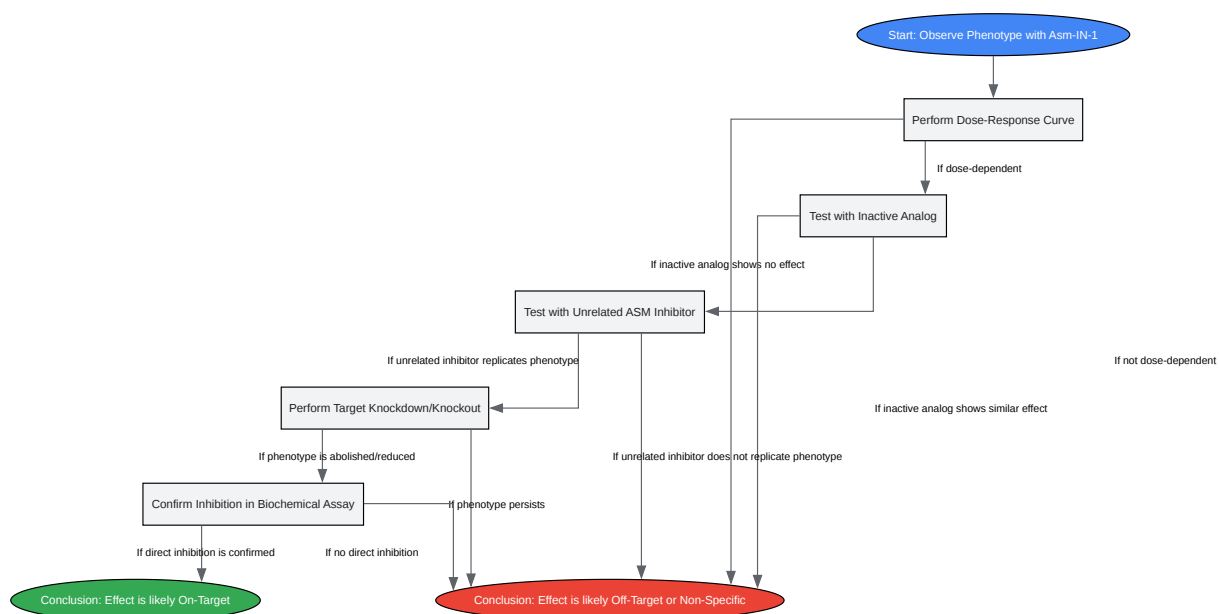 Start: Observe Phenotype with Asm-IN-1
Perform Dose-Response Curve
If dose-dependent
Test with Inactive Analog
If inactive analog shows no effect
Test with Unrelated ASM Inhibitor
If unrelated inhibitor replicates phenotype
If not dose-dependent
Perform Target Knockdown/Knockout
If inactive analog shows similar effect
If phenotype is abolished/reduced
If unrelated inhibitor does not replicate phenotype
Confirm Inhibition in Biochemical Assay
If phenotype persists
If direct inhibition is confirmed
If no direct inhibition
Conclusion: Effect is likely On-Target
Conclusion: Effect is likely Off-Target or Non-Specific